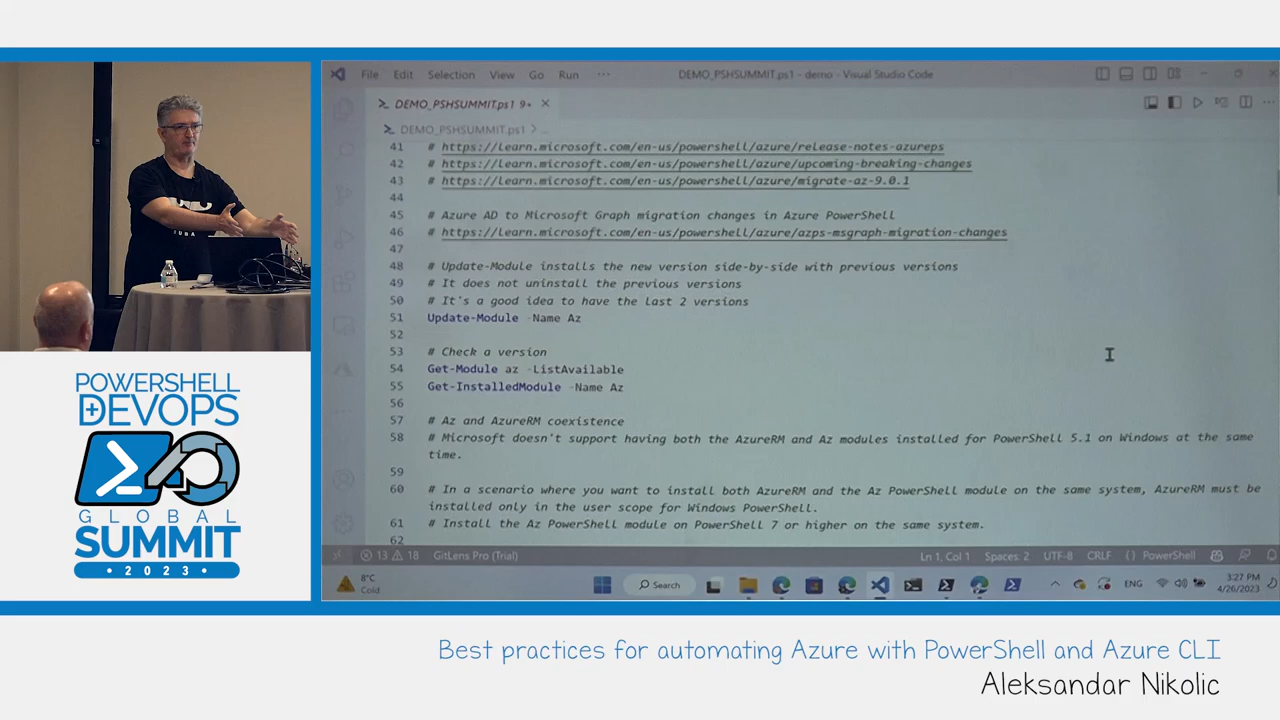 File Edit Selection View Go Run ··· DEMO_PSHSUMMIT.ps1 - demo - Visual Studio Code
DEMO_PSHSUMMIT.ps1 9+
DEMO_PSHSUMMIT.ps1 > ...
41 # https://learn.microsoft.com/en-us/powershell/azure/release-notes-azureps
42 # https://learn.microsoft.com/en-us/powershell/azure/upcoming-breaking-changes
43 # https://learn.microsoft.com/en-us/powershell/azure/migrate-az-9.0.1
44
45 # Azure AD to Microsoft Graph migration changes in Azure PowerShell
46 # https://learn.microsoft.com/en-us/powershell/azure/azps-msgraph-migration-changes
47
48 # Update-Module installs the new version side-by-side with previous versions
49 # It does not uninstall the previous versions
50 # It's a good idea to have the last 2 versions
51 Update-Module -Name Az
52
53 # Check a version
54 Get-Module az -ListAvailable
55 Get-InstalledModule -Name Az
56
57 # Az and AzureRM coexistence
58 # Microsoft doesn't support having both the AzureRM and Az modules installed for PowerShell 5.1 on Windows at the same
time.
59
60 # In a scenario where you want to install both AzureRM and the Az PowerShell module on the same system, AzureRM must be
installed only in the user scope for Windows PowerShell.
61 # Install the Az PowerShell module on PowerShell 7 or higher on the same system.
62
13 18 GitLens Pro (Trial) Ln 1, Col 1 Spaces: 2 UTF-8 CRLF {} PowerShell
8°C
Cold
Search
ENG
3:27 PM
4/26/2023
POWERSHELL
+DEVOPS
GLOBAL
SUMMIT
• 2023 •
Best practices for automating Azure with PowerShell and Azure CLI
Aleksandar Nikolic